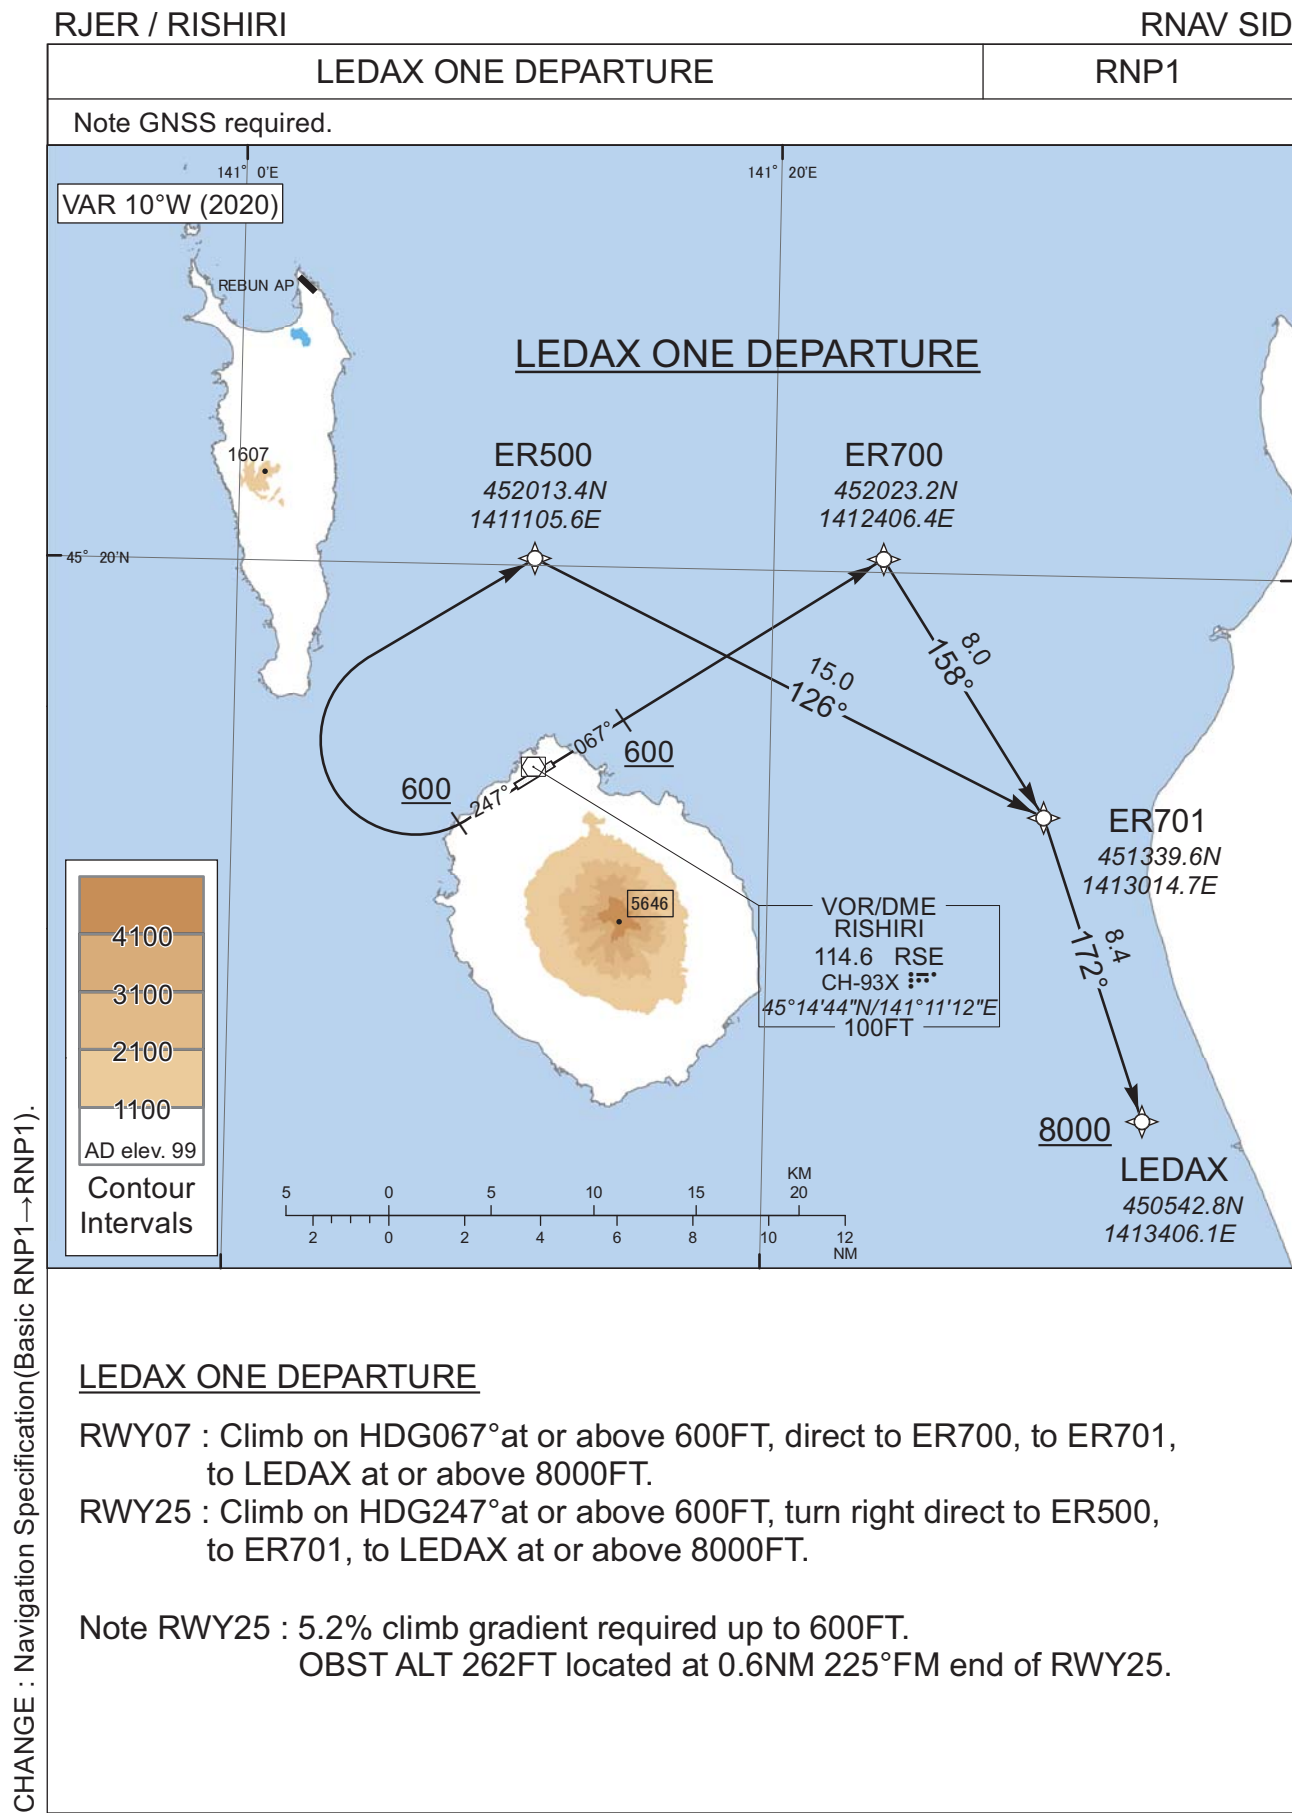 RJER / RISHIRI
RNAV SID
LEDAX ONE DEPARTURE
RNP1
Note GNSS required.
141° 0'E
141° 20'E
VAR 10°W (2020)
REBUN AP
LEDAX ONE DEPARTURE
1607
ER500
452013.4N
1411105.6E
ER700
452023.2N
1412406.4E
45° 20'N
8.0
158°
15.0
126°
067°
600
600
247°
ER701
451339.6N
1413014.7E
5646
VOR/DME
RISHIRI
114.6 RSE
CH-93X
45°14'44"N/141°11'12"E
100FT
8.4
172°
4100
3100
2100
1100
AD elev. 99
Contour
Intervals
8000
LEDAX
450542.8N
1413406.1E
KM
5 0 5 10 15 20
2 0 2 4 6 8 10 12
NM
LEDAX ONE DEPARTURE
RWY07 : Climb on HDG067°at or above 600FT, direct to ER700, to ER701,
to LEDAX at or above 8000FT.
RWY25 : Climb on HDG247°at or above 600FT, turn right direct to ER500,
to ER701, to LEDAX at or above 8000FT.
Note RWY25 : 5.2% climb gradient required up to 600FT.
OBST ALT 262FT located at 0.6NM 225°FM end of RWY25.
CHANGE : Navigation Specification(Basic RNP1→RNP1).